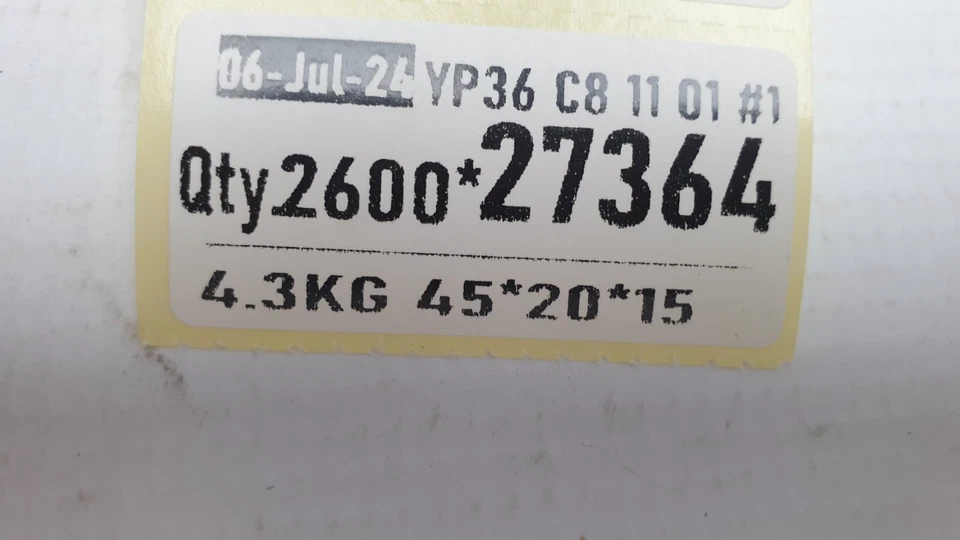 06-Jul-24 YP36 C8 11 01 #1
Qty2600*27364
4.3KG 45*20*15